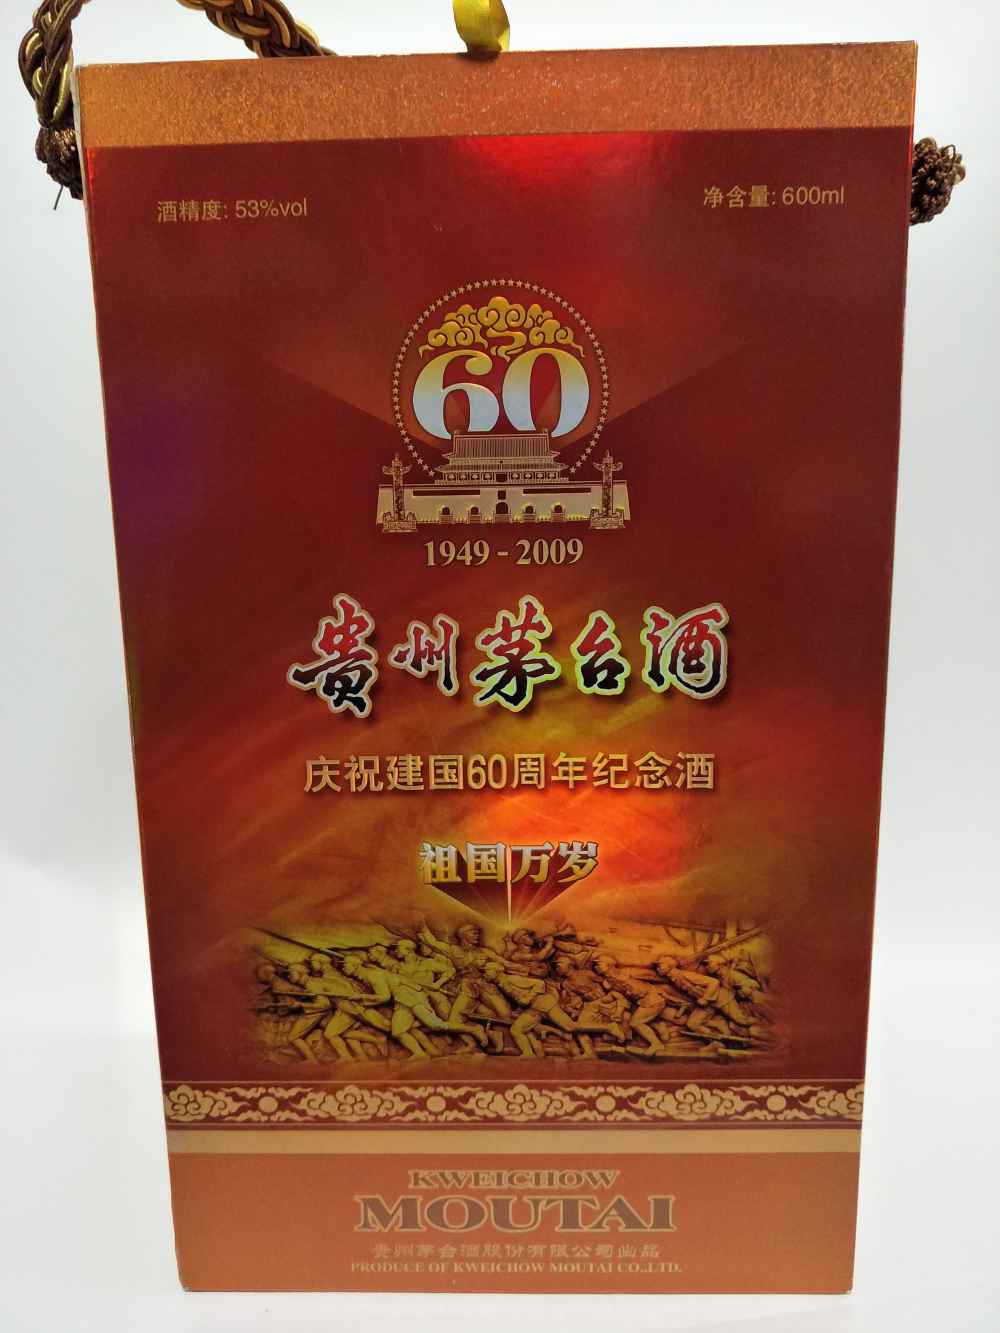 酒精度: 53%vol
净含量: 600ml
60
1949 - 2009
贵州茅台酒
庆祝建国60周年纪念酒
祖国万岁
KWEICHOW
MOUTAI
贵州茅台酒股份有限公司出品
PRODUCE OF KWEICHOW MOUTAI CO.,LTD.